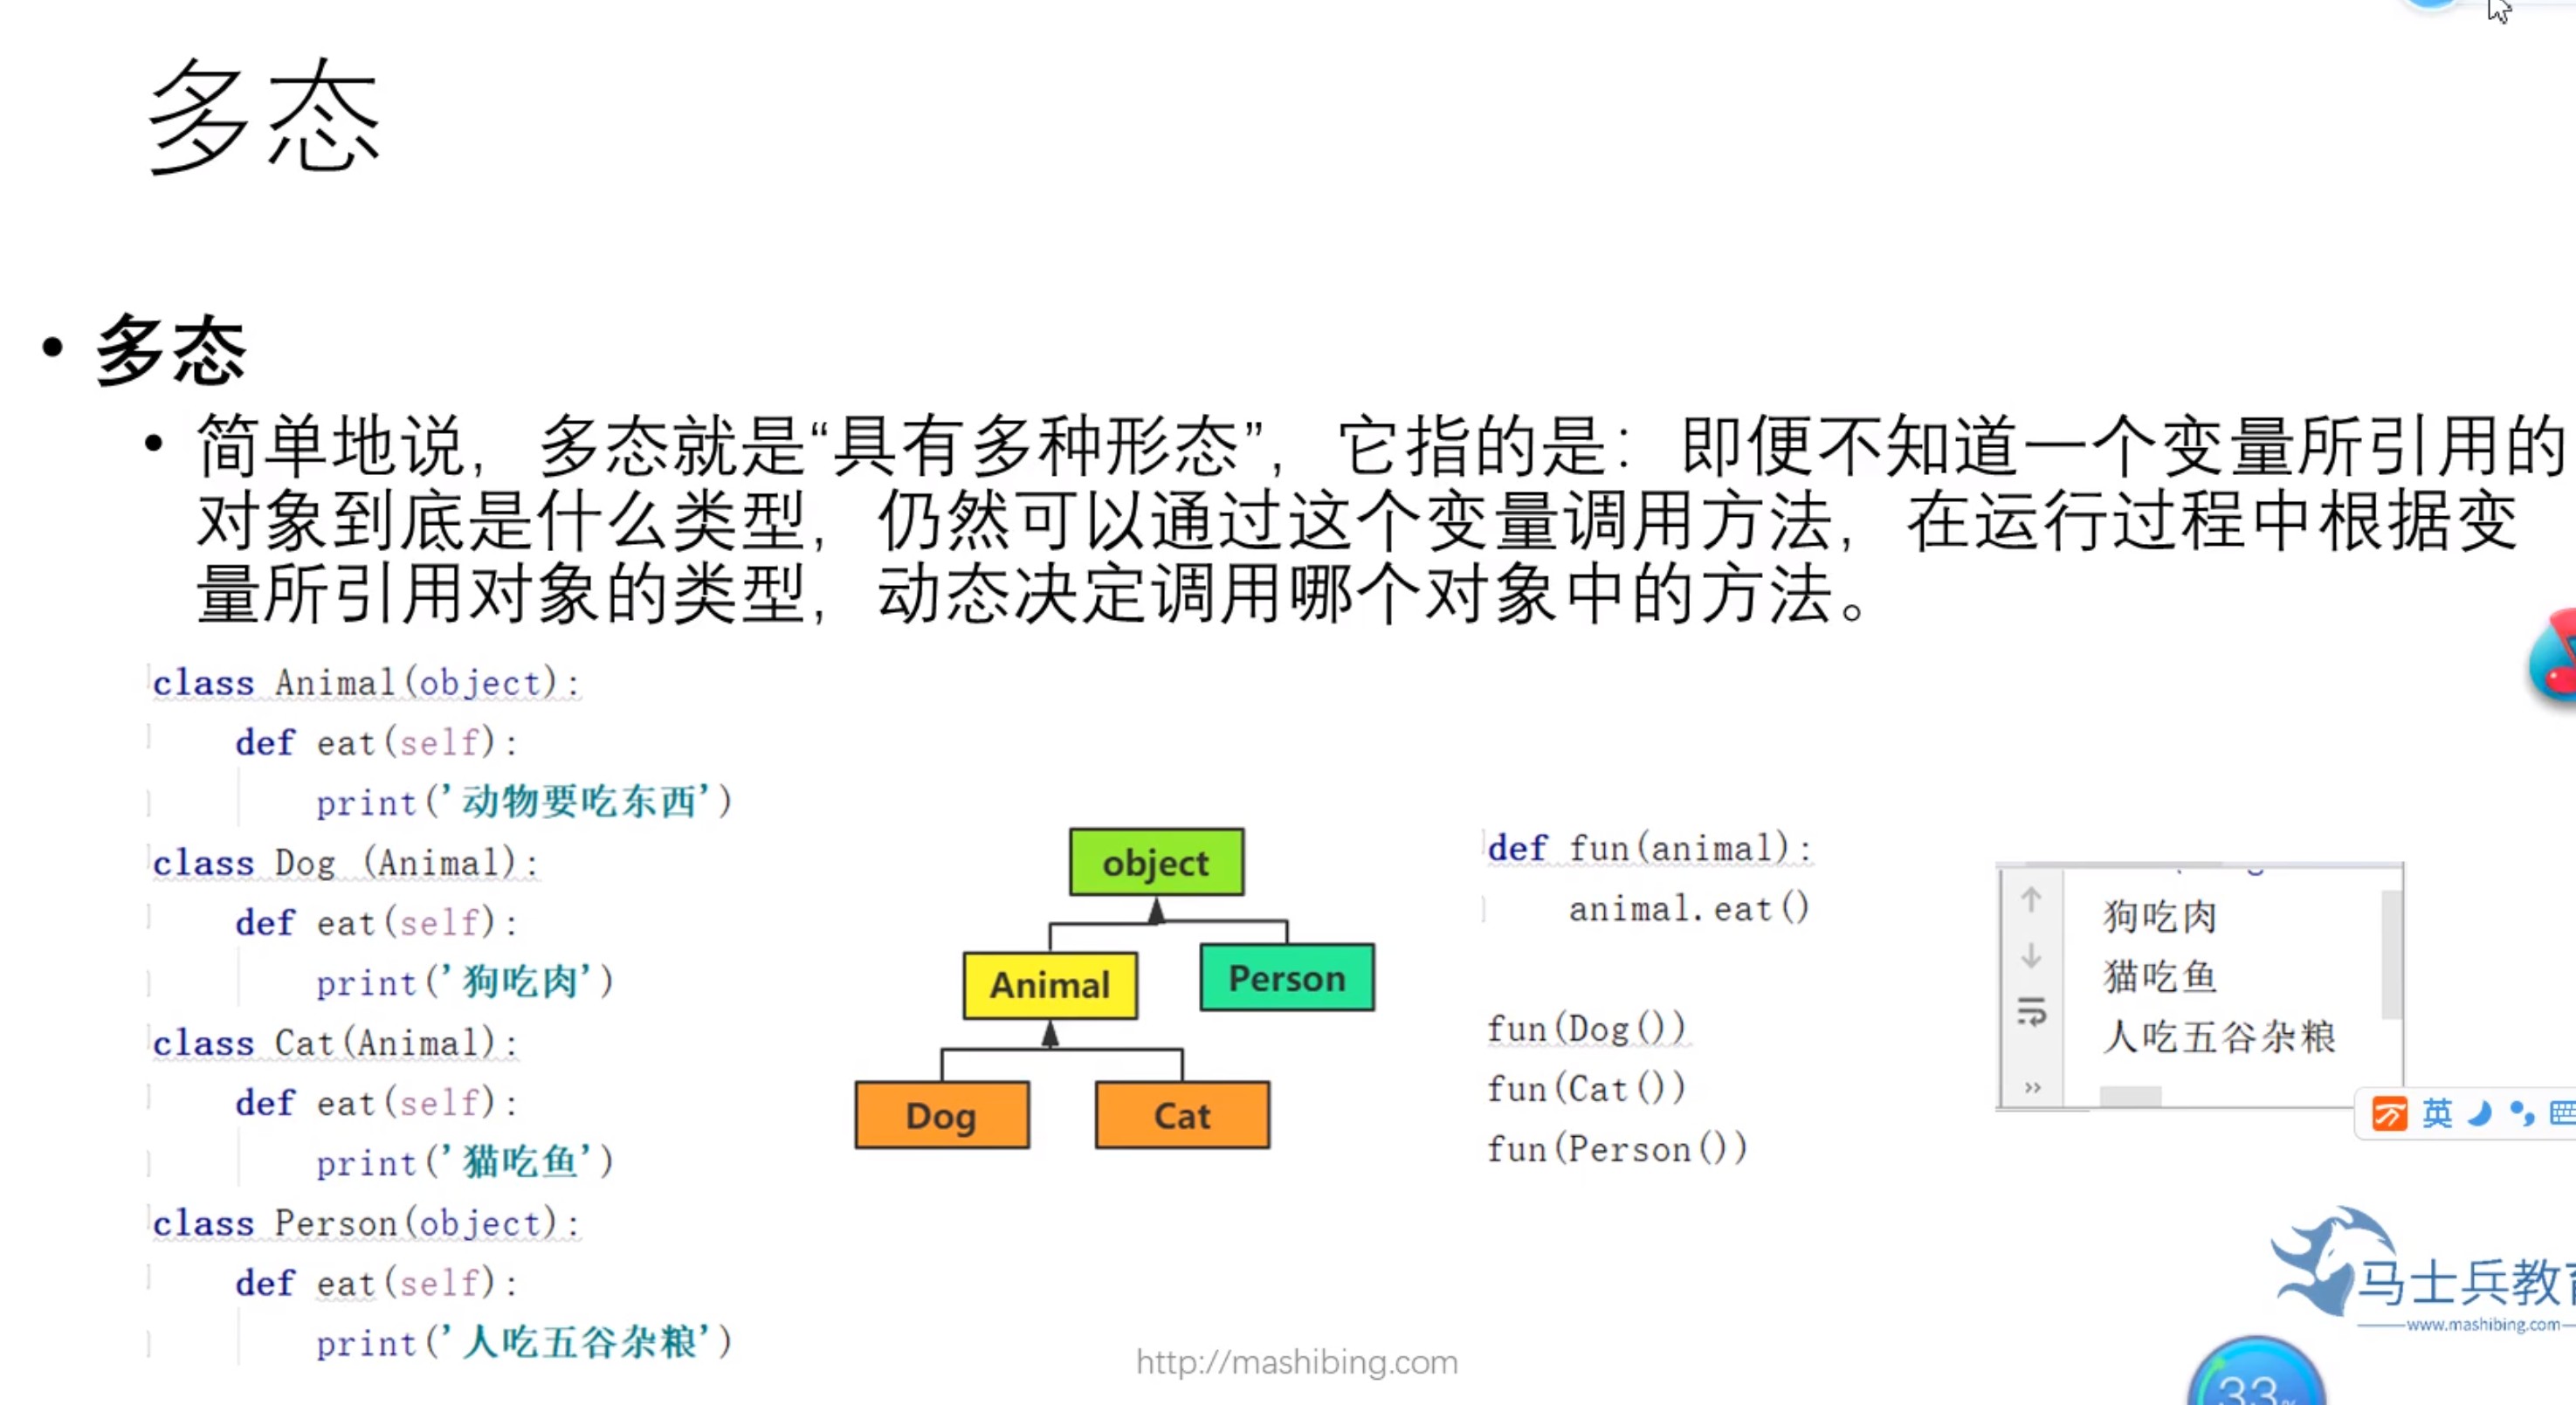 多态
• 多态
• 简单地说，多态就是“具有多种形态”，它指的是：即便不知道一个变量所引用的
对象到底是什么类型，仍然可以通过这个变量调用方法，在运行过程中根据变
量所引用对象的类型，动态决定调用哪个对象中的方法。
class Animal(object):
    def eat(self):
        print('动物要吃东西')
class Dog (Animal):
    def eat(self):
        print('狗吃肉')
class Cat(Animal):
    def eat(self):
        print('猫吃鱼')
class Person(object):
    def eat(self):
        print('人吃五谷杂粮')
object
Animal
Person
Dog
Cat
def fun(animal):
    animal.eat()
fun(Dog())
fun(Cat())
fun(Person())
狗吃肉
猫吃鱼
人吃五谷杂粮
英
马士兵教育
www.mashibing.com
http://mashibing.com
33%